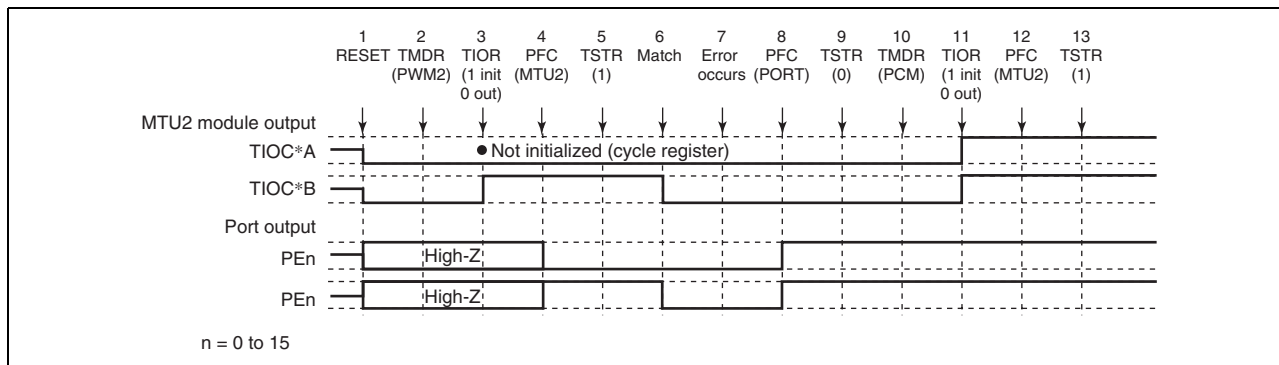 1 2 3 4 5 6 7 8 9 10 11 12 13
RESET TMDR TIOR PFC TSTR Match Error PFC TSTR TMDR TIOR PFC TSTR
(PWM2) (1 init (MTU2) (1) occurs (PORT) (0) (PCM) (1 init (MTU2) (1)
0 out) 0 out)
MTU2 module output
TIOC*A ● Not initialized (cycle register)
TIOC*B
Port output
PEn High-Z
PEn High-Z
n = 0 to 15